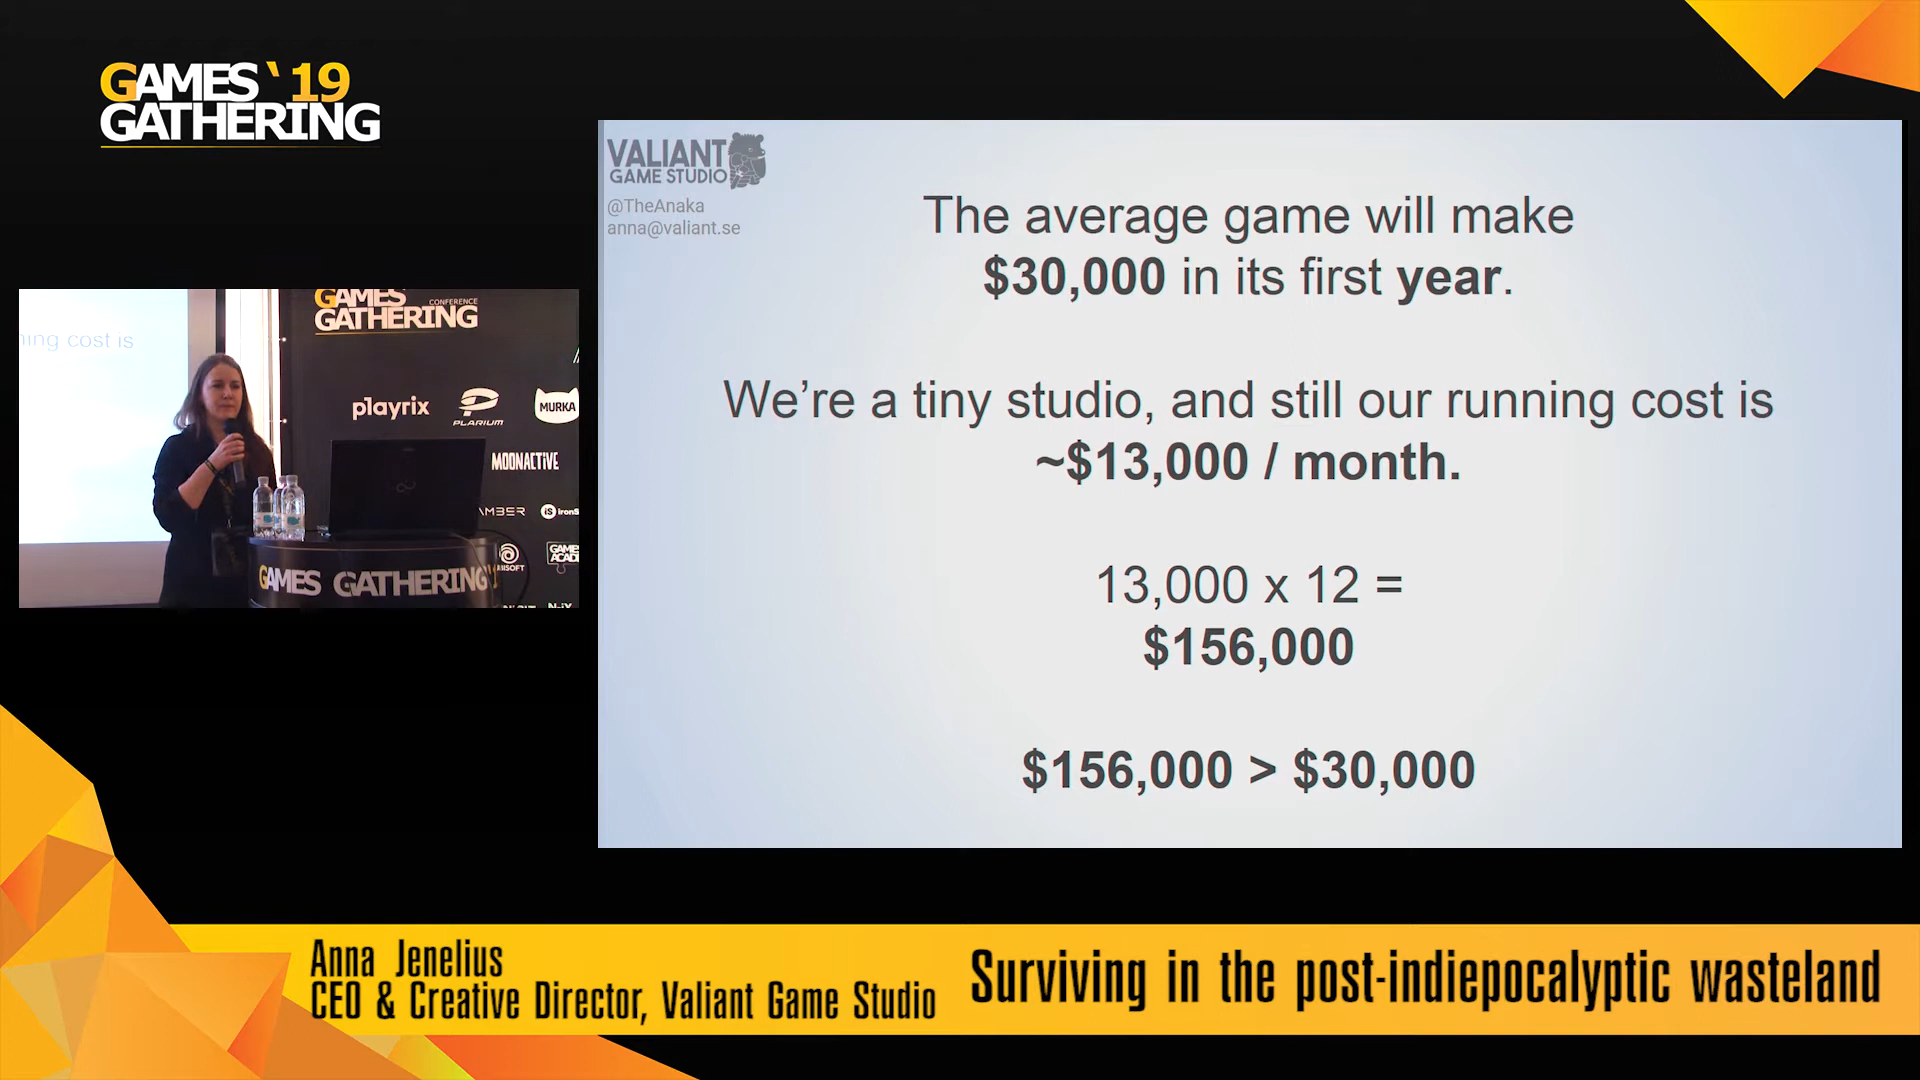 GAMES `19
GATHERING
VALIANT
GAME STUDIO
@TheAnaka
anna@valiant.se
The average game will make
$30,000 in its first year.
We're a tiny studio, and still our running cost is
~$13,000 / month.
13,000 x 12 =
$156,000
$156,000 > $30,000
cost is
GAMES
CONFERENCE
GATHERING
playrix
PLARIUM
MURKA
MOONACTIVE
GAMES GATHERING
Anna Jenelius
CEO & Creative Director, Valiant Game Studio
Surviving in the post-indiepocalyptic wasteland